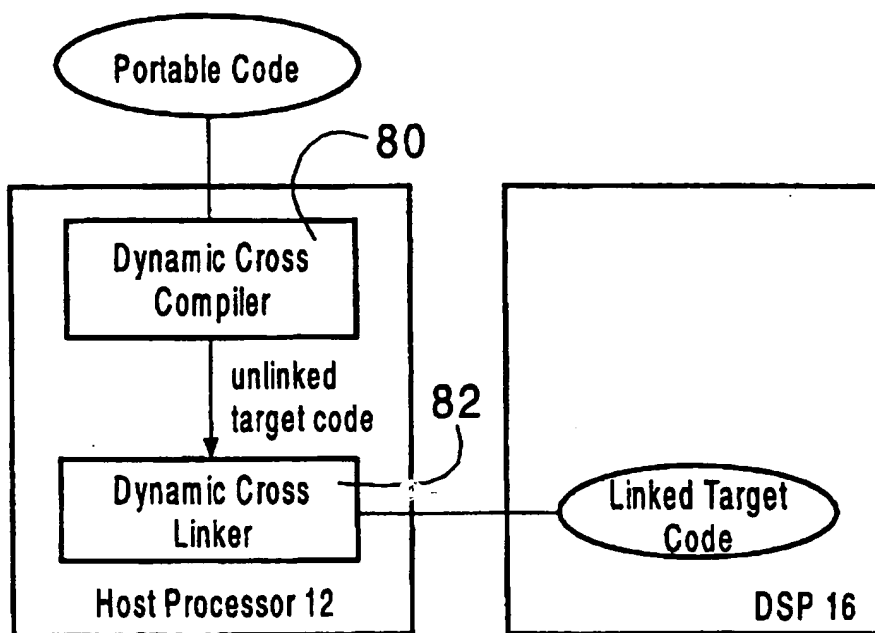 Portable Code
80
Dynamic Cross
Compiler
unlinked
target code
82
Dynamic Cross
Linker
Linked Target
Code
Host Processor 12
DSP 16